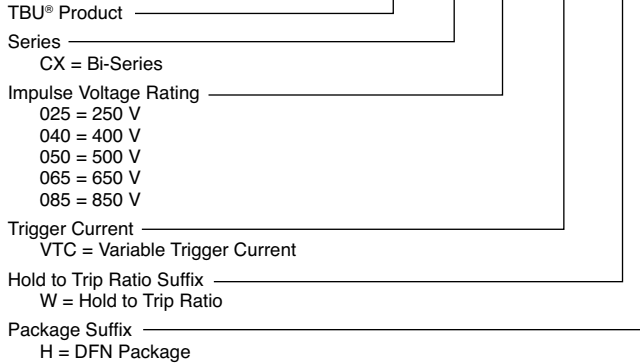 TBU® Product
Series
CX = Bi-Series
Impulse Voltage Rating
025 = 250 V
040 = 400 V
050 = 500 V
065 = 650 V
085 = 850 V
Trigger Current
VTC = Variable Trigger Current
Hold to Trip Ratio Suffix
W = Hold to Trip Ratio
Package Suffix
H = DFN Package